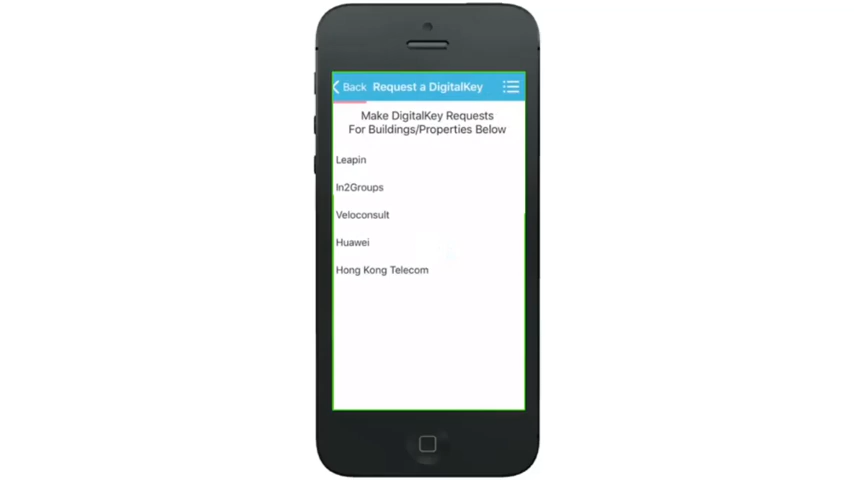 Back Request a DigitalKey
Make DigitalKey Requests
For Buildings/Properties Below
Leapin
In2Groups
Veloconsult
Huawei
Hong Kong Telecom